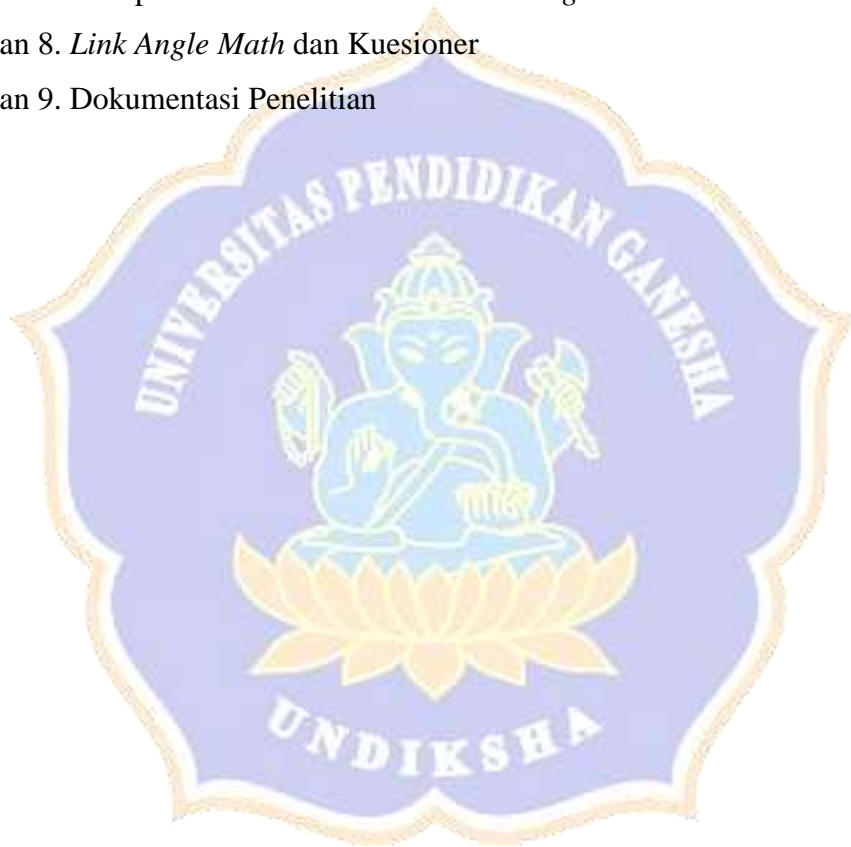 an 8. Link Angle Math dan Kuesioner
an 9. Dokumentasi Penelitian
UNIVERSITAS PENDIDIKAN GANESHA
UNDIKSHA